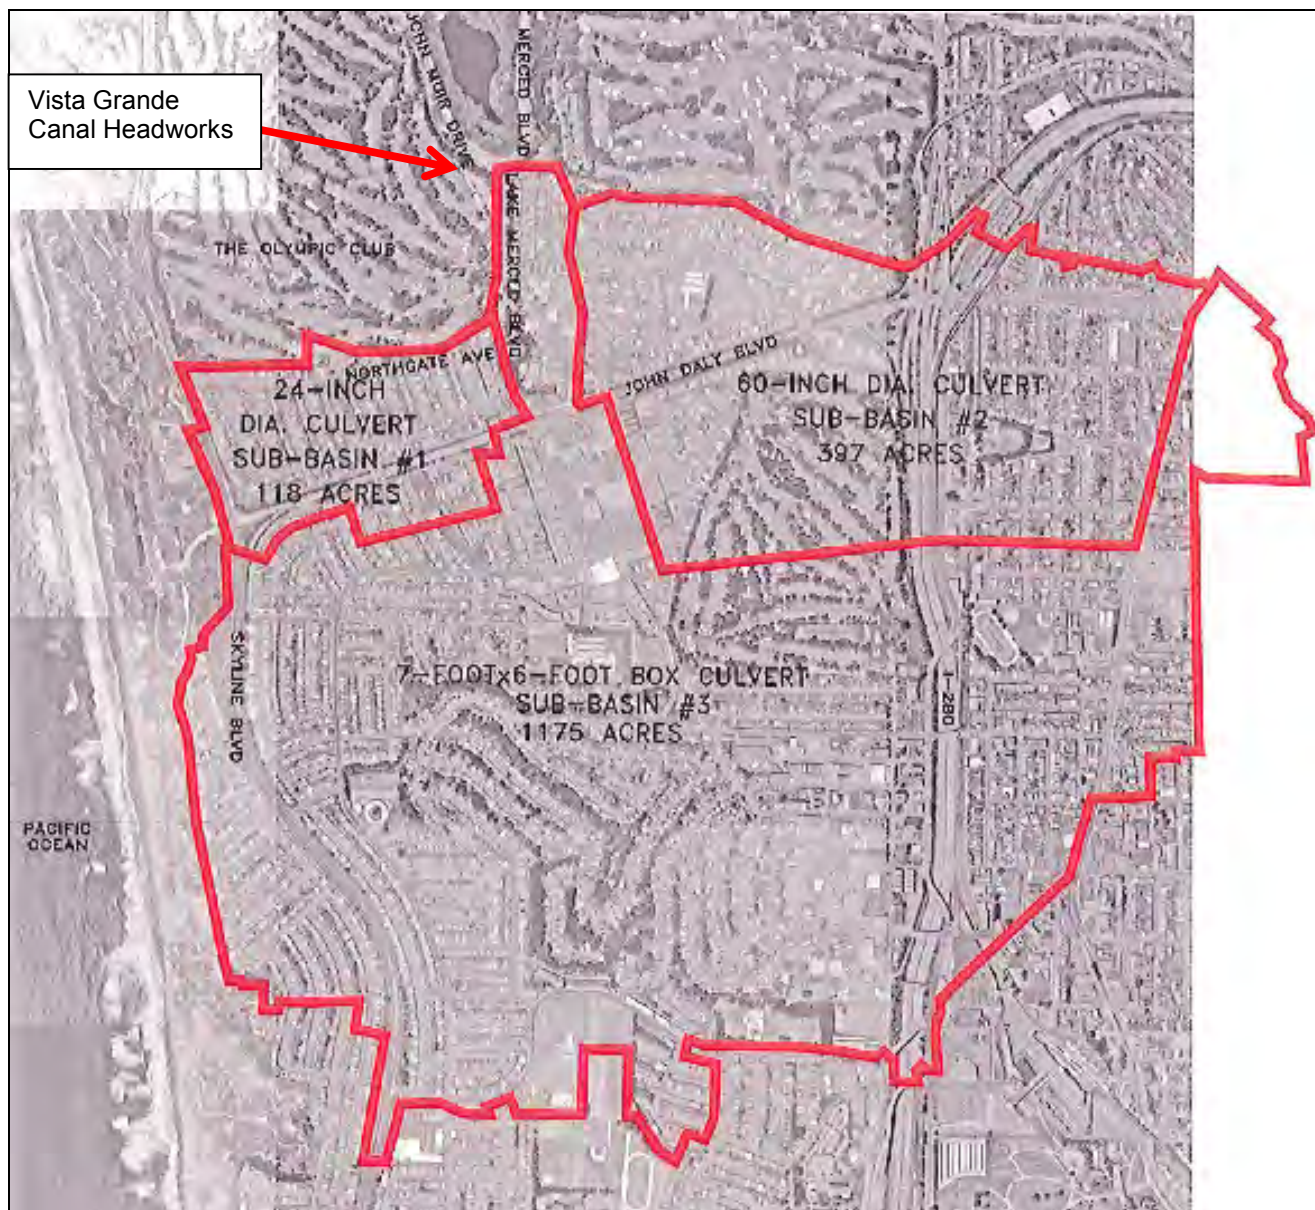 Vista Grande
Canal Headworks
JOHN MUIR DRIVE
MERCED BLVD
LAKE MERCED BLVD
THE OLYMPIC CLUB
NORTHGATE AVE
JOHN DALY BLVD
24-INCH
DIA. CULVERT
SUB-BASIN #1
118 ACRES
60-INCH DIA. CULVERT
SUB-BASIN #2
397 ACRES
7-FOOTx6-FOOT BOX CULVERT
SUB-BASIN #3
1175 ACRES
SKYLINE BLVD
I-280
PACIFIC
OCEAN